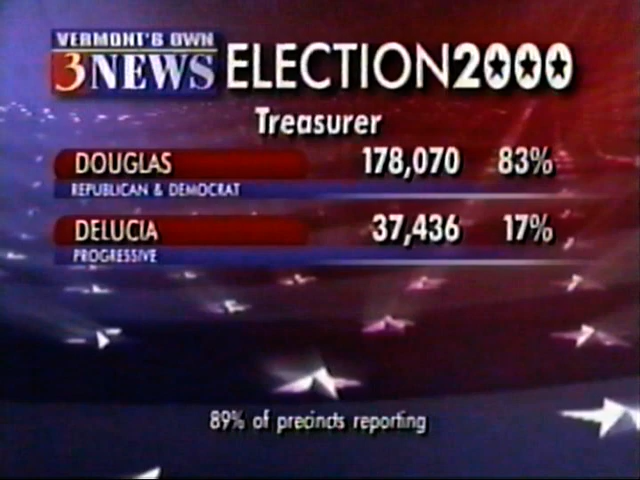 VERMONT'S OWN
3NEWS ELECTION2000
Treasurer
DOUGLAS 178,070 83%
REPUBLICAN & DEMOCRAT
DELUCIA 37,436 17%
PROGRESSIVE
89% of precincts reporting